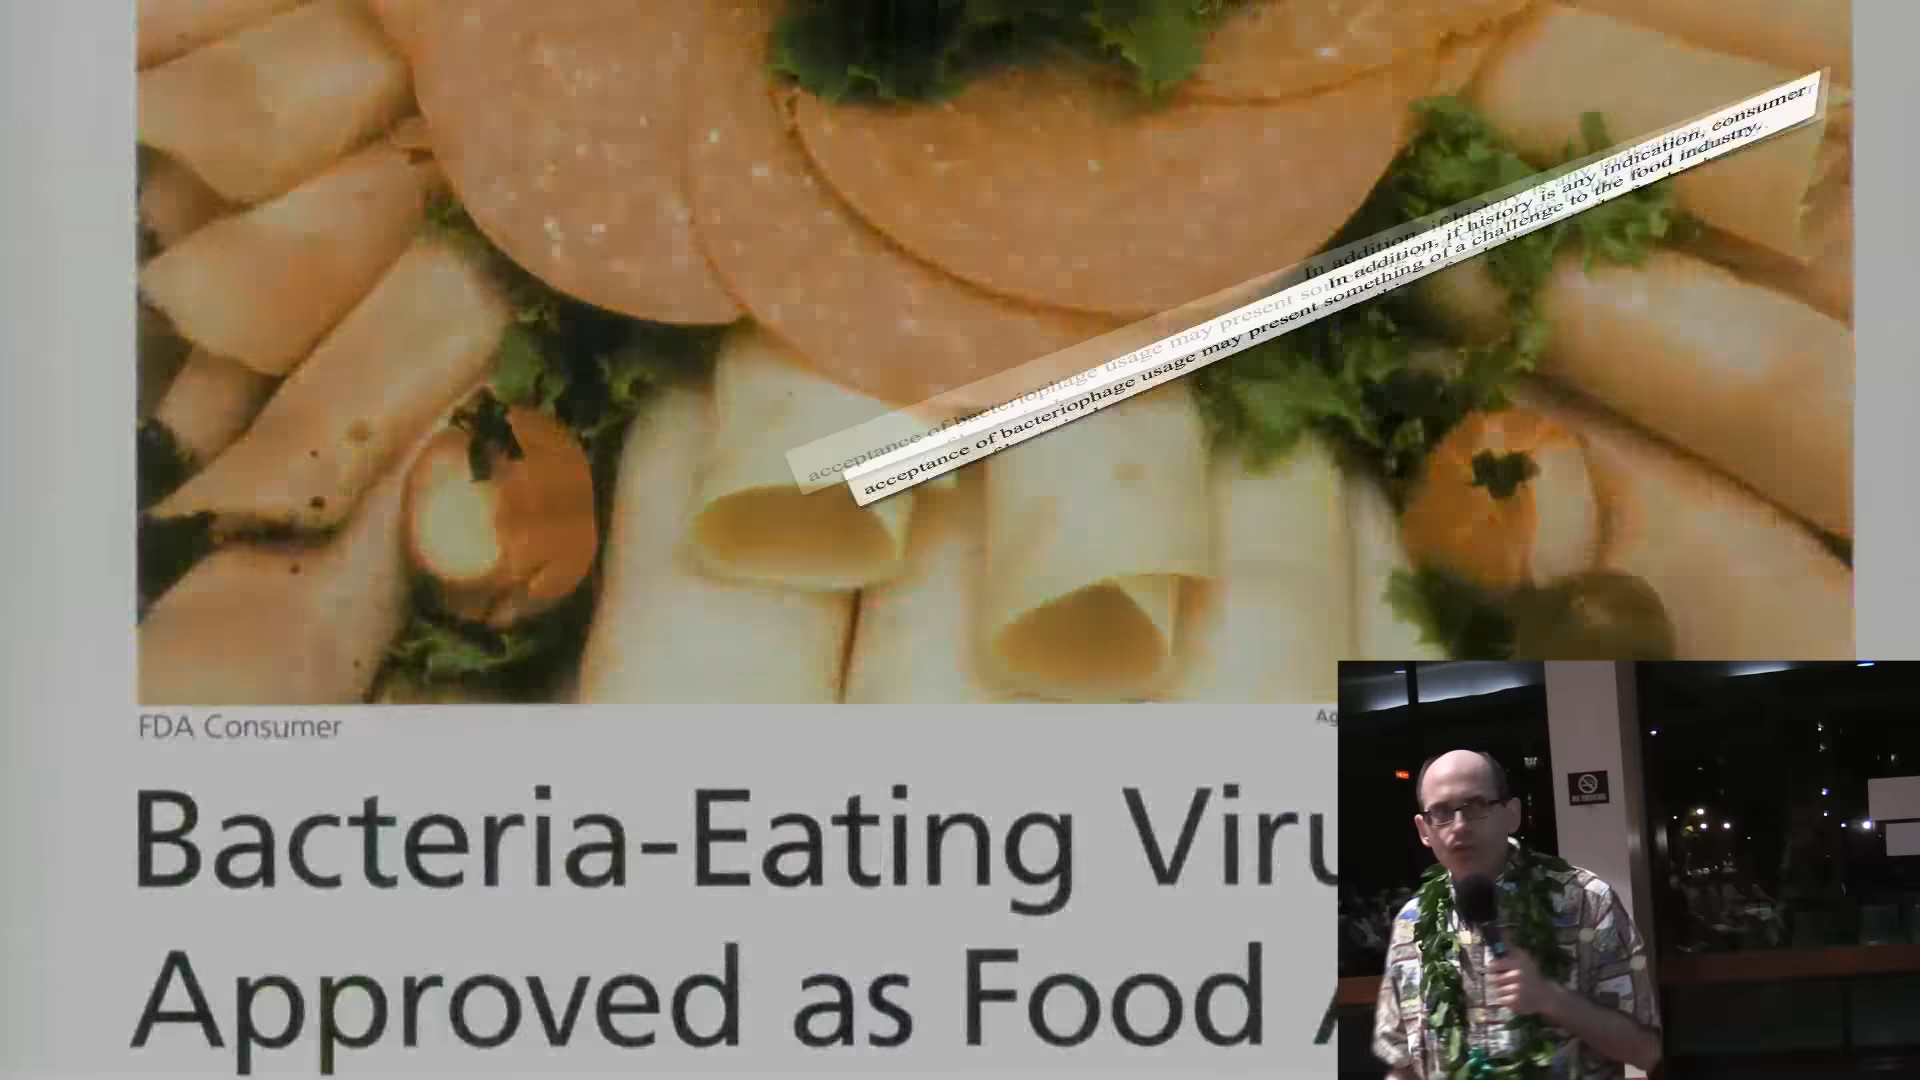 In addition, if history is any indication, consumer
acceptance of bacteriophage usage may present something of a challenge to the food industry.
FDA Consumer
Ag
Bacteria-Eating Viru
Approved as Food A